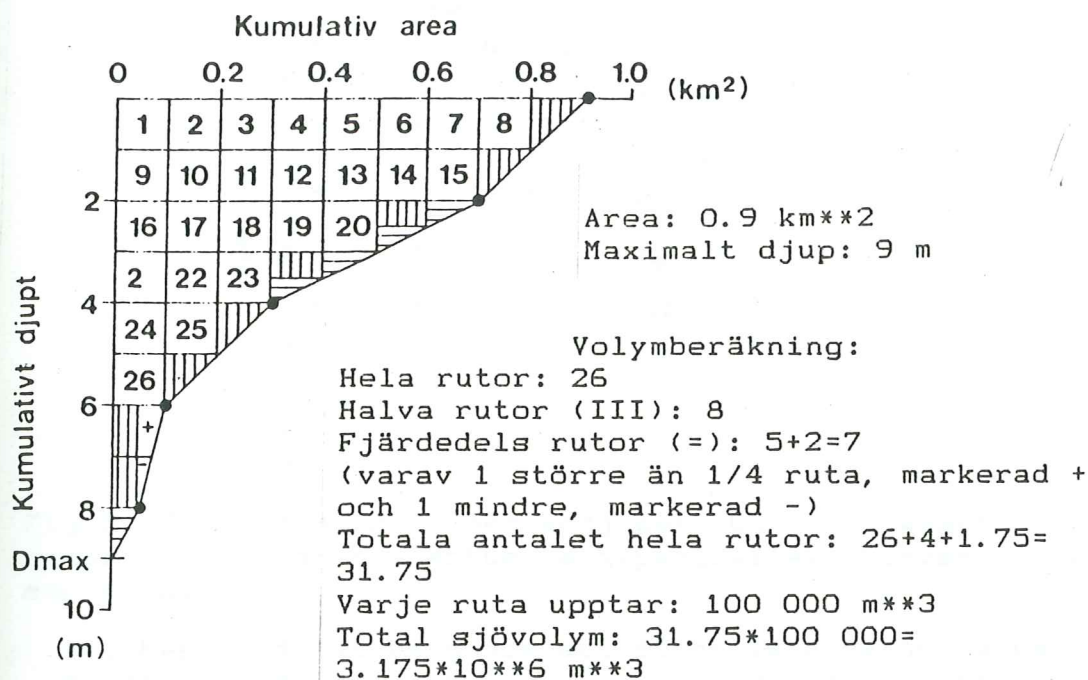 Kumulativ area
0 0.2 0.4 0.6 0.8 1.0 (km²)
1 2 3 4 5 6 7 8
9 10 11 12 13 14 15
2
16 17 18 19 20
Area: 0.9 km**2
Maximalt djup: 9 m
2 22 23
4
24 25
26
6
+
-
8
Dmax
10
(m)
Kumulativt djupt
Volymberäkning:
Hela rutor: 26
Halva rutor (III): 8
Fjärdedels rutor (=): 5+2=7
(varav 1 större än 1/4 ruta, markerad +
och 1 mindre, markerad -)
Totala antalet hela rutor: 26+4+1.75=
31.75
Varje ruta upptar: 100 000 m**3
Total sjövolym: 31.75*100 000=
3.175*10**6 m**3